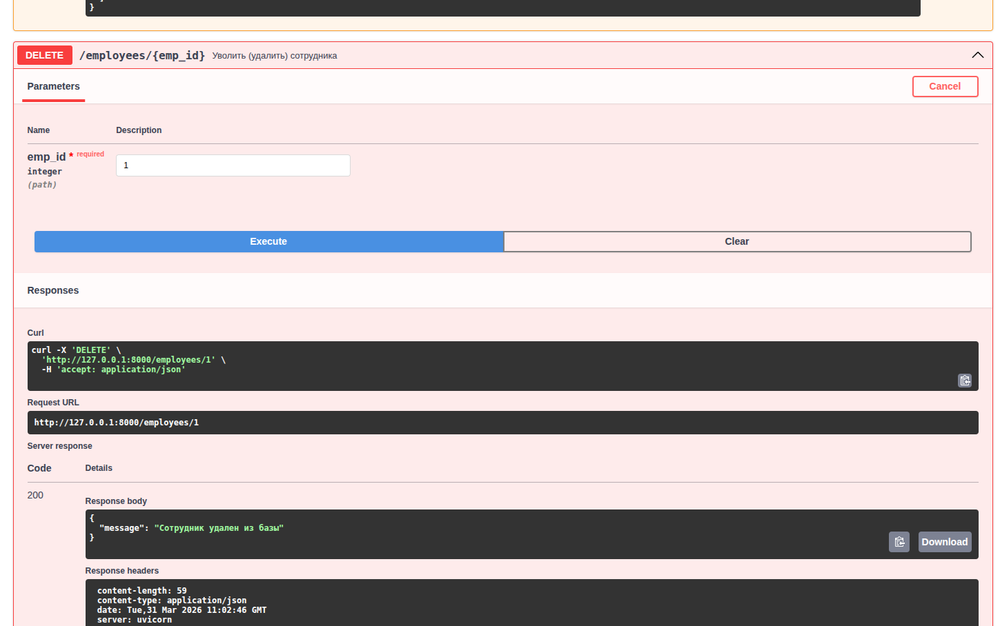 }
DELETE /employees/{emp_id} Уволить (удалить) сотрудника
Parameters Cancel
Name Description
emp_id * required
integer
(path)
1
Execute Clear
Responses
Curl
curl -X 'DELETE' \
  'http://127.0.0.1:8000/employees/1' \
  -H 'accept: application/json'
Request URL
http://127.0.0.1:8000/employees/1
Server response
Code Details
200
Response body
{
  "message": "Сотрудник удален из базы"
}
Download
Response headers
content-length: 59
content-type: application/json
date: Tue,31 Mar 2026 11:02:46 GMT
server: uvicorn